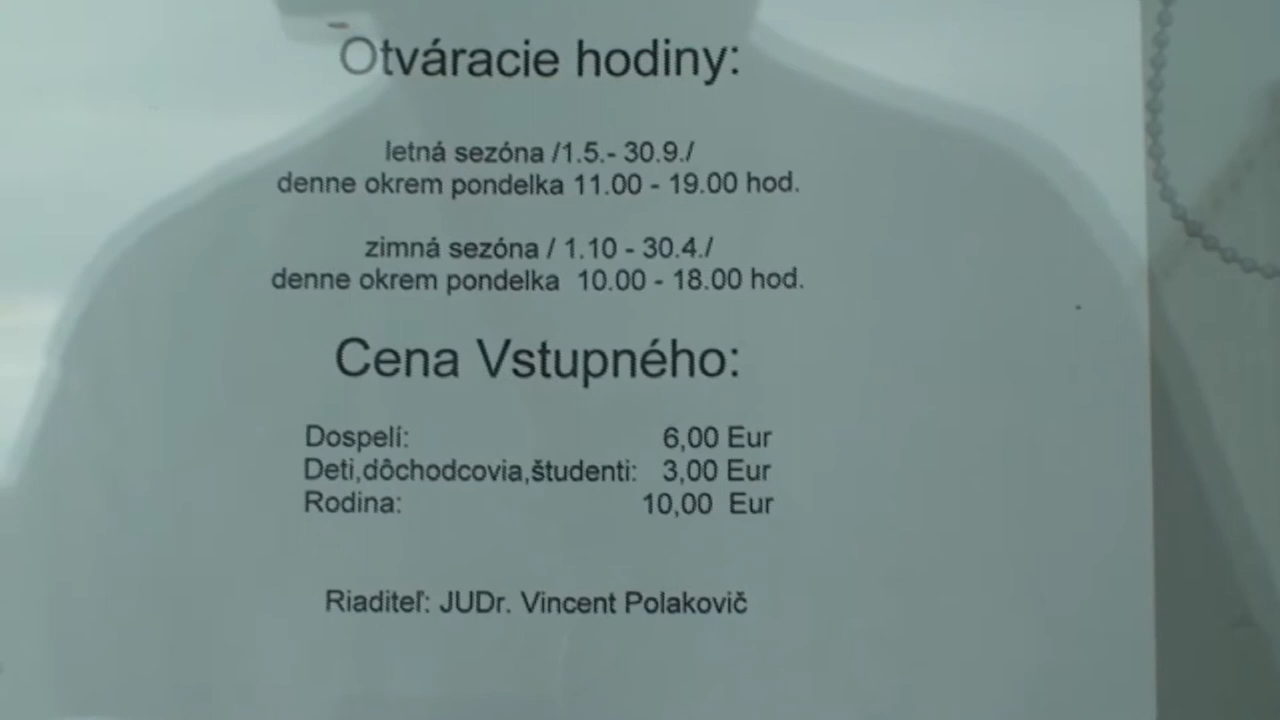 Otváracie hodiny:
letná sezóna /1.5.- 30.9./
denne okrem pondelka 11.00 - 19.00 hod.
zimná sezóna / 1.10 - 30.4./
denne okrem pondelka  10.00 - 18.00 hod.
Cena Vstupného:
Dospelí: 6,00 Eur
Deti,dôchodcovia,študenti: 3,00 Eur
Rodina: 10,00 Eur
Riaditeľ: JUDr. Vincent Polakovič